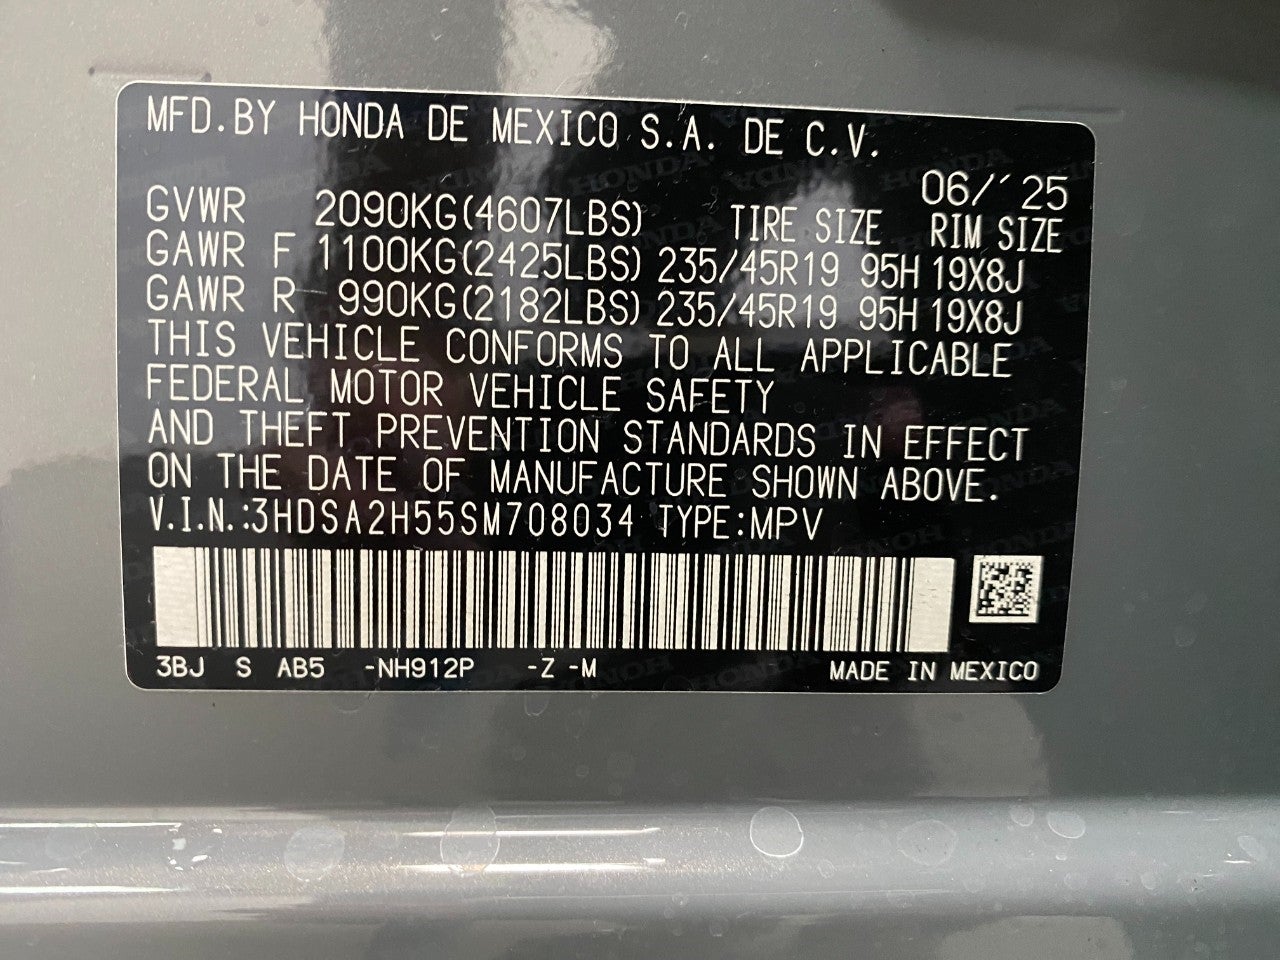 MFD.BY HONDA DE MEXICO S.A. DE C.V.
06/´25
GVWR 2090KG(4607LBS) TIRE SIZE RIM SIZE
GAWR F 1100KG(2425LBS) 235/45R19 95H 19X8J
GAWR R 990KG(2182LBS) 235/45R19 95H 19X8J
THIS VEHICLE CONFORMS TO ALL APPLICABLE
FEDERAL MOTOR VEHICLE SAFETY
AND THEFT PREVENTION STANDARDS IN EFFECT
ON THE DATE OF MANUFACTURE SHOWN ABOVE.
V.I.N.:3HDSA2H55SM708034 TYPE:MPV
3BJ S AB5 -NH912P -Z -M MADE IN MEXICO